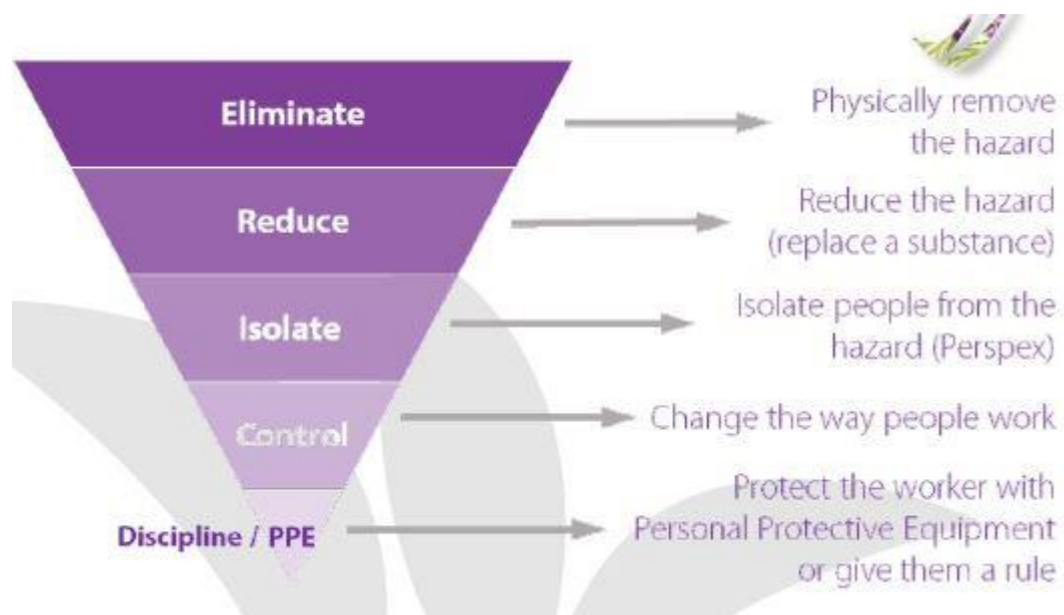 Eliminate
Physically remove
the hazard
Reduce
Reduce the hazard
(replace a substance)
Isolate
Isolate people from the
hazard (Perspex)
Control
Change the way people work
Discipline / PPE
Protect the worker with
Personal Protective Equipment
or give them a rule